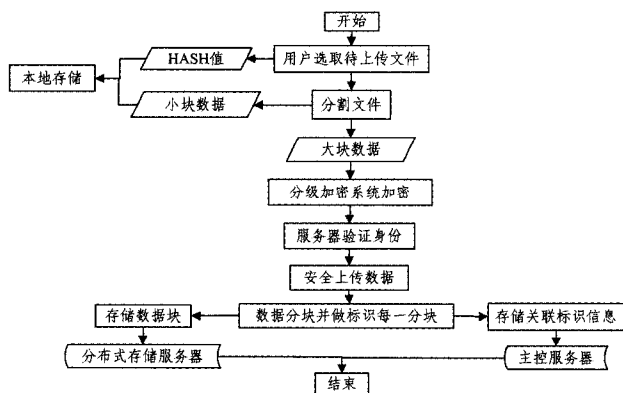 开始
HASH值
用户选取待上传文件
本地存储
小块数据
分割文件
大块数据
分级加密系统加密
服务器验证身份
安全上传数据
存储数据块
数据分块并做标识每一分块
存储关联标识信息
分布式存储服务器
主控服务器
结束